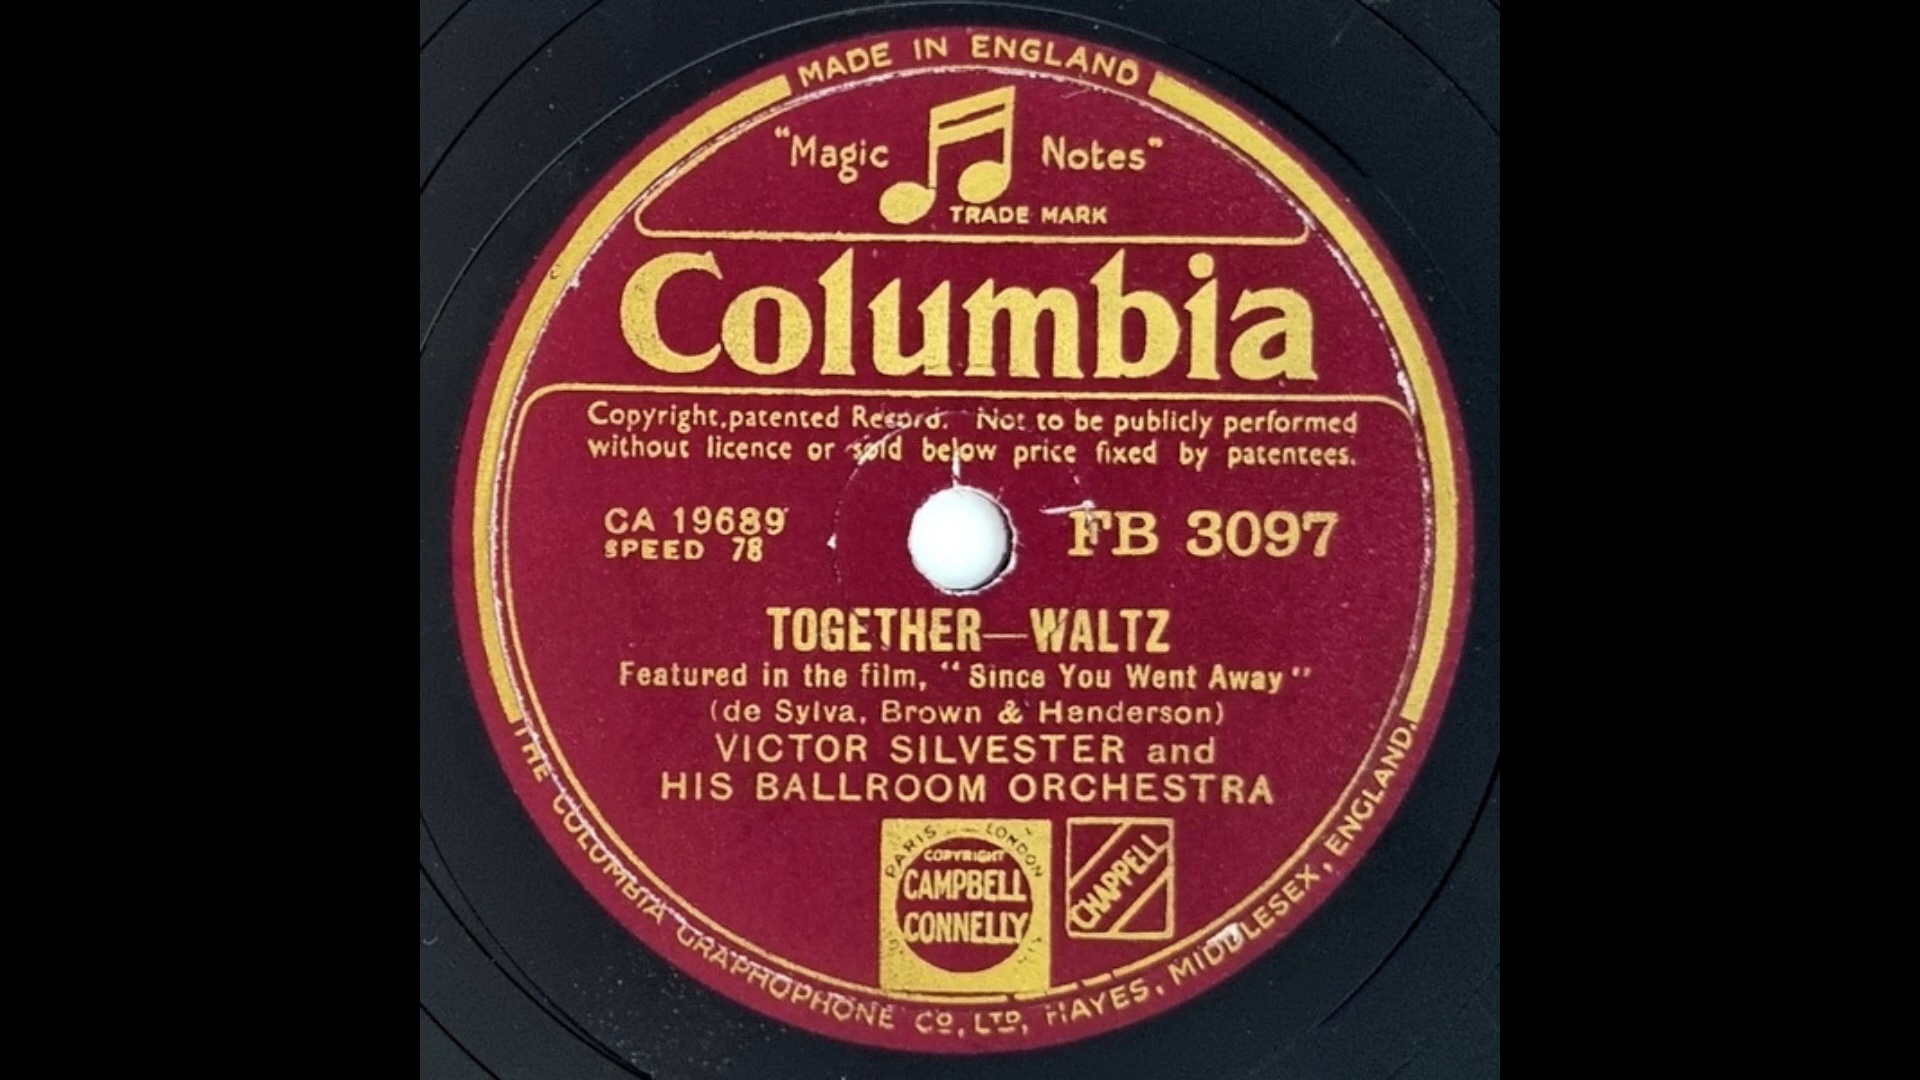 MADE IN ENGLAND
"Magic Notes"
TRADE MARK
Columbia
Copyright, patented Record. Not to be publicly performed
without licence or sold below price fixed by patentees.
CA 19689
SPEED 78
FB 3097
TOGETHER—WALTZ
Featured in the film, "Since You Went Away"
(de Sylva, Brown & Henderson)
VICTOR SILVESTER and
HIS BALLROOM ORCHESTRA
PARIS LONDON
COPYRIGHT
CAMPBELL
CONNELLY
CHAPPELL
THE COLUMBIA GRAPHOPHONE CO, LTD, HAYES, MIDDLESEX, ENGLAND.